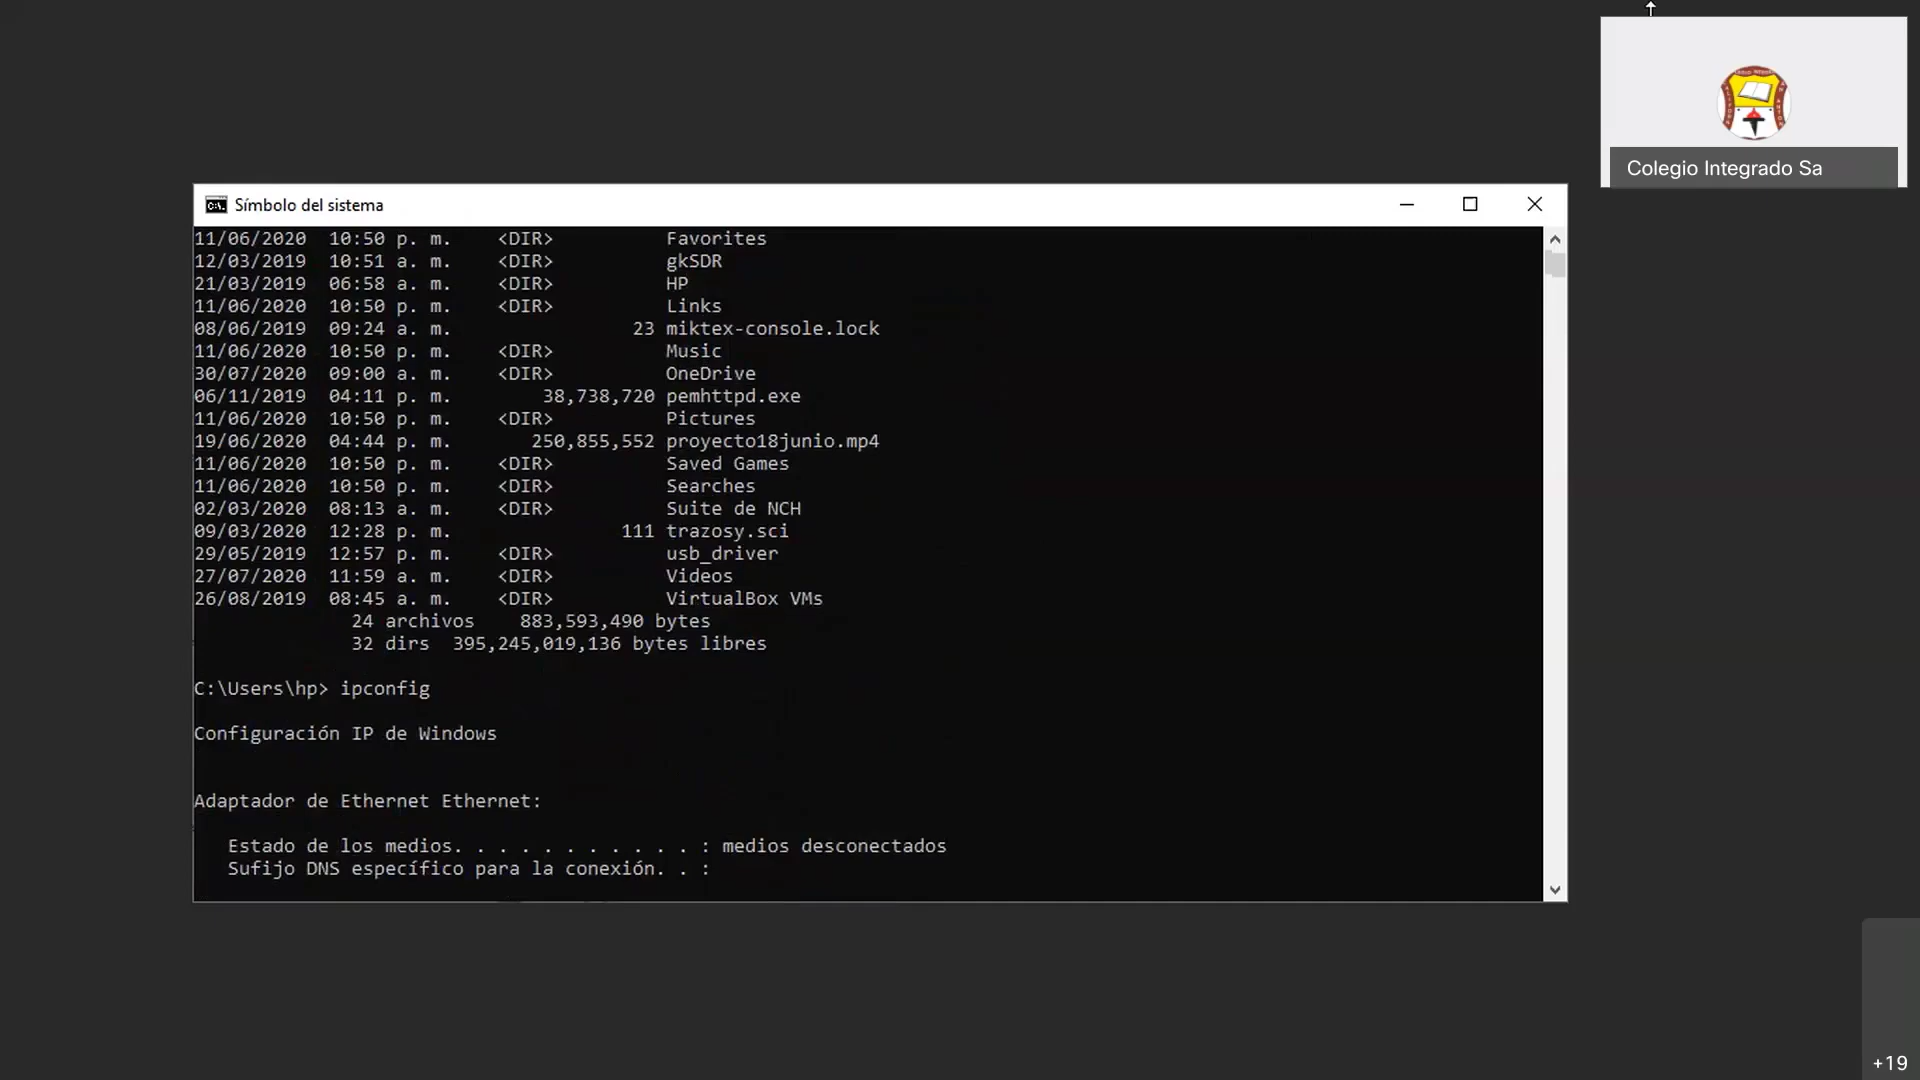 Colegio Integrado Sa
Símbolo del sistema
11/06/2020  10:50 p. m.    <DIR>          Favorites
12/03/2019  10:51 a. m.    <DIR>          gkSDR
21/03/2019  06:58 a. m.    <DIR>          HP
11/06/2020  10:50 p. m.    <DIR>          Links
08/06/2019  09:24 a. m.                23 miktex-console.lock
11/06/2020  10:50 p. m.    <DIR>          Music
30/07/2020  09:00 a. m.    <DIR>          OneDrive
06/11/2019  04:11 p. m.        38,738,720 pemhttpd.exe
11/06/2020  10:50 p. m.    <DIR>          Pictures
19/06/2020  04:44 p. m.       250,855,552 proyecto18junio.mp4
11/06/2020  10:50 p. m.    <DIR>          Saved Games
11/06/2020  10:50 p. m.    <DIR>          Searches
02/03/2020  08:13 a. m.    <DIR>          Suite de NCH
09/03/2020  12:28 p. m.               111 trazosy.sci
29/05/2019  12:57 p. m.    <DIR>          usb_driver
27/07/2020  11:59 a. m.    <DIR>          Videos
26/08/2019  08:45 a. m.    <DIR>          VirtualBox VMs
24 archivos    883,593,490 bytes
32 dirs  395,245,019,136 bytes libres
C:\Users\hp> ipconfig
Configuración IP de Windows
Adaptador de Ethernet Ethernet:
Estado de los medios. . . . . . . . . . . : medios desconectados
Sufijo DNS específico para la conexión. . :
+19